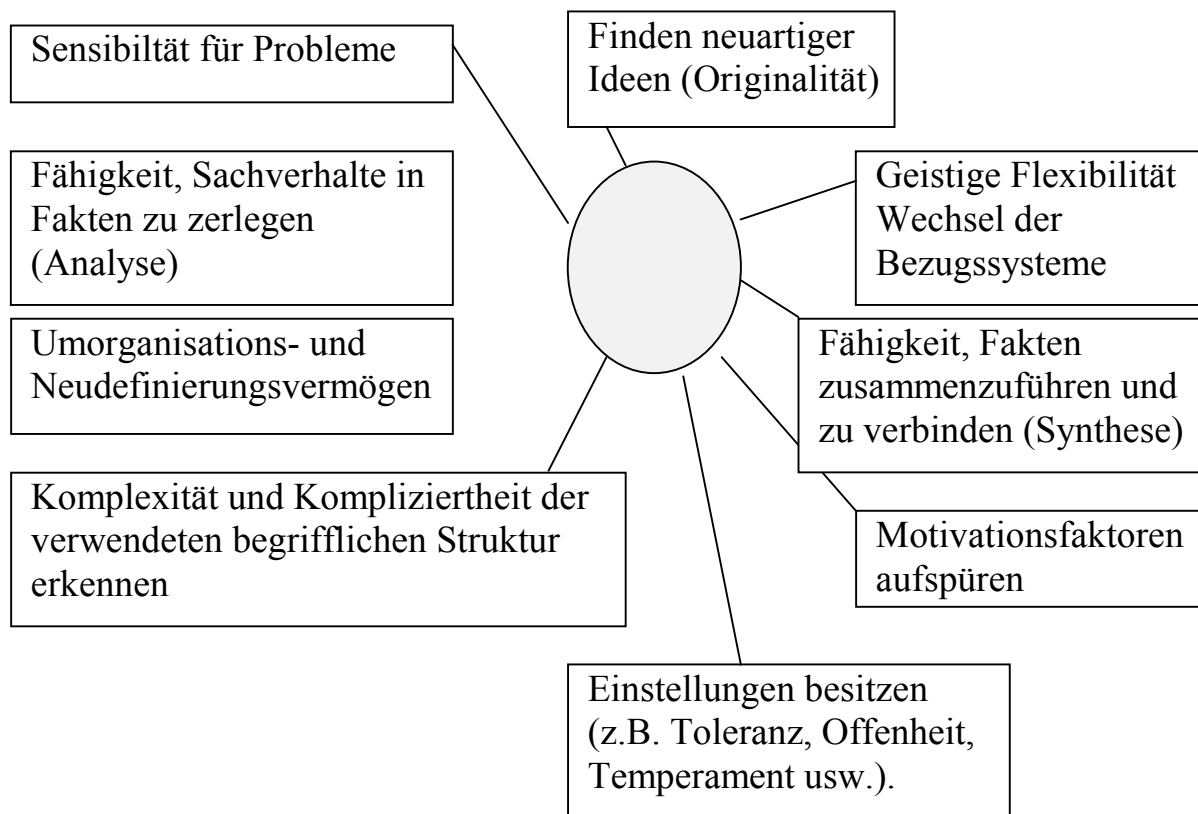 Sensibiltät für Probleme
Finden neuartiger
Ideen (Originalität)
Fähigkeit, Sachverhalte in
Fakten zu zerlegen
(Analyse)
Geistige Flexibilität
Wechsel der
Bezugssysteme
Umorganisations- und
Neudefinierungsvermögen
Fähigkeit, Fakten
zusammenzuführen und
zu verbinden (Synthese)
Komplexität und Kompliziertheit der
verwendeten begrifflichen Struktur
erkennen
Motivationsfaktoren
aufspüren
Einstellungen besitzen
(z.B. Toleranz, Offenheit,
Temperament usw.).